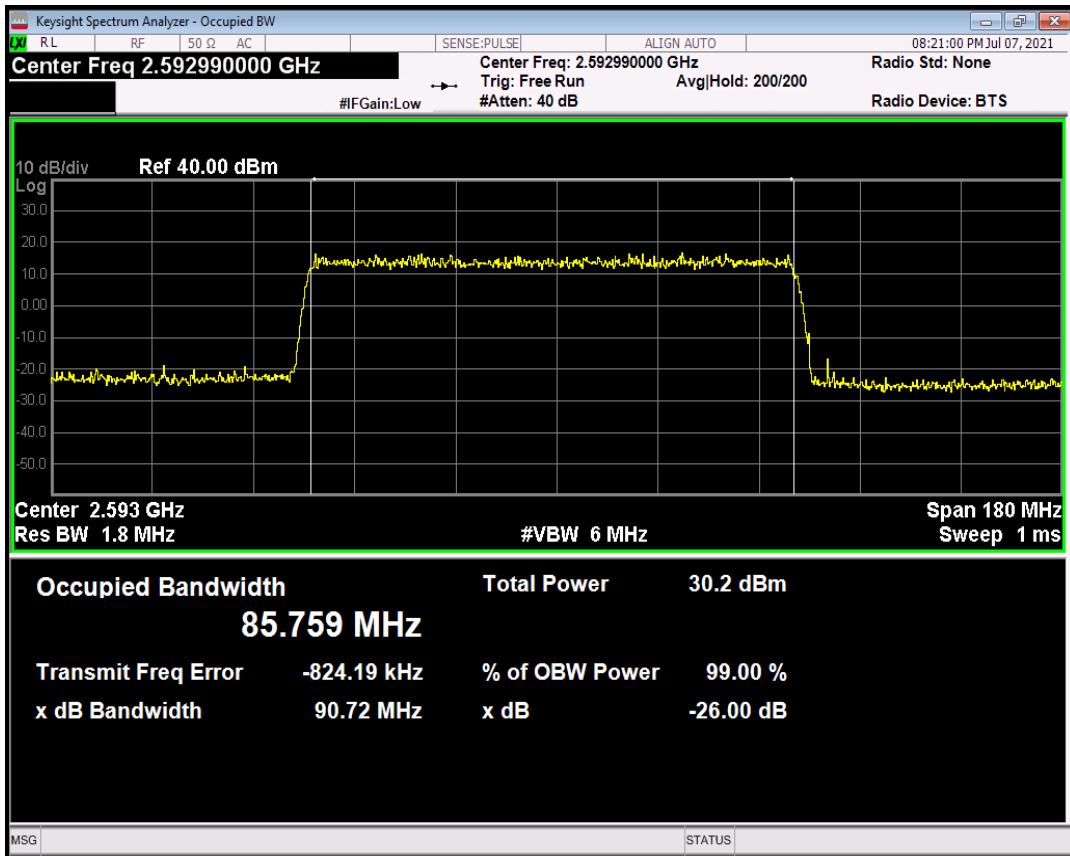 Keysight Spectrum Analyzer - Occupied BW
LXI RL RF 50 Ω AC SENSE:PULSE ALIGN AUTO 08:21:00 PM Jul 07, 2021
Center Freq 2.592990000 GHz Center Freq: 2.592990000 GHz Radio Std: None
Trig: Free Run Avg|Hold: 200/200
#IFGain:Low #Atten: 40 dB Radio Device: BTS
10 dB/div Ref 40.00 dBm
Log
30.0
20.0
10.0
0.00
-10.0
-20.0
-30.0
-40.0
-50.0
Center 2.593 GHz Span 180 MHz
Res BW 1.8 MHz #VBW 6 MHz Sweep 1 ms
Occupied Bandwidth Total Power 30.2 dBm
85.759 MHz
Transmit Freq Error -824.19 kHz % of OBW Power 99.00 %
x dB Bandwidth 90.72 MHz x dB -26.00 dB
MSG STATUS